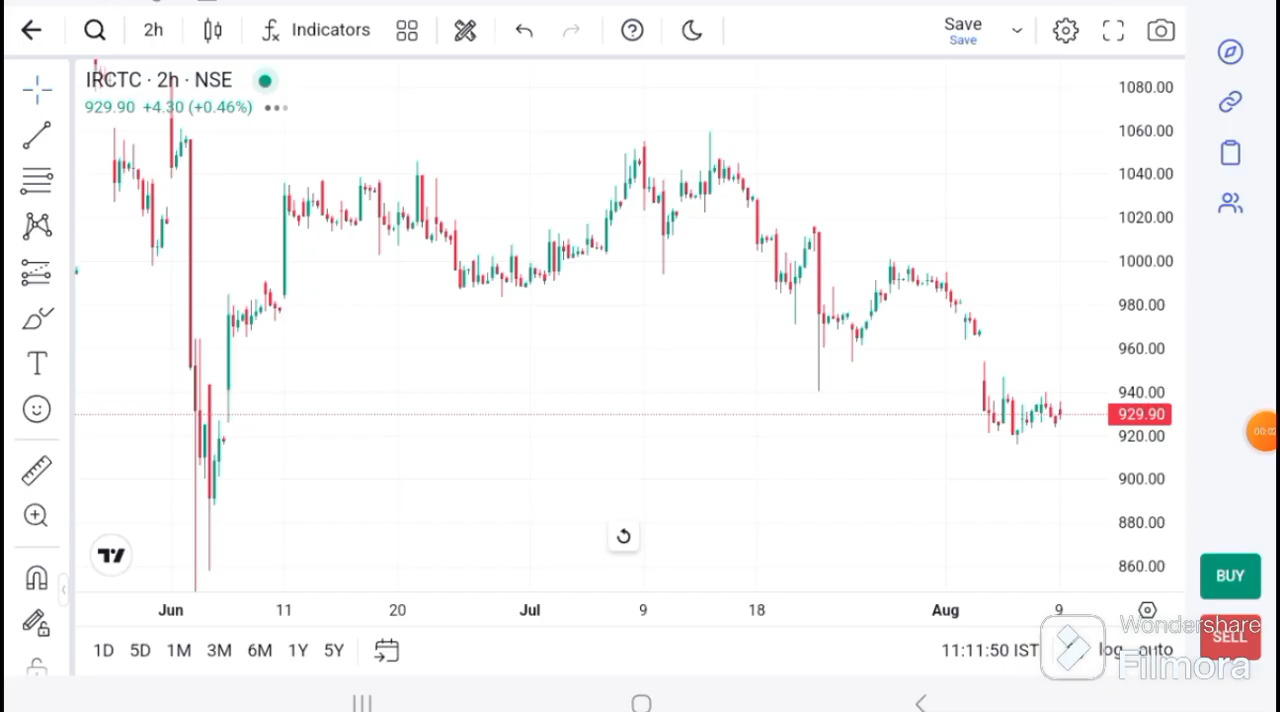 2h
Indicators
Save
Save
IRCTC · 2h · NSE
929.90 +4.30 (+0.46%)
1080.00
1060.00
1040.00
1020.00
1000.00
980.00
960.00
940.00
929.90
920.00
900.00
880.00
860.00
BUY
SELL
Jun 11 20 Jul 9 18 Aug 9
1D 5D 1M 3M 6M 1Y 5Y
11:11:50 IST
log auto
Wondershare
Filmora